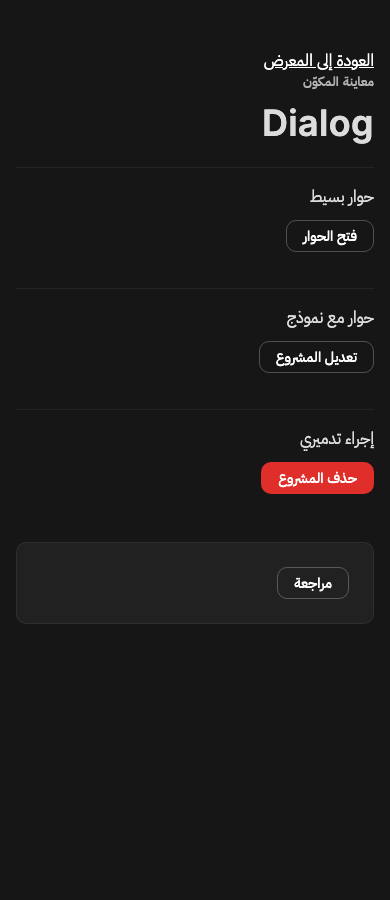 العودة إلى المعرض
معاينة المكوّن
Dialog
حوار بسيط
فتح الحوار
حوار مع نموذج
تعديل المشروع
إجراء تدميري
حذف المشروع
مراجعة